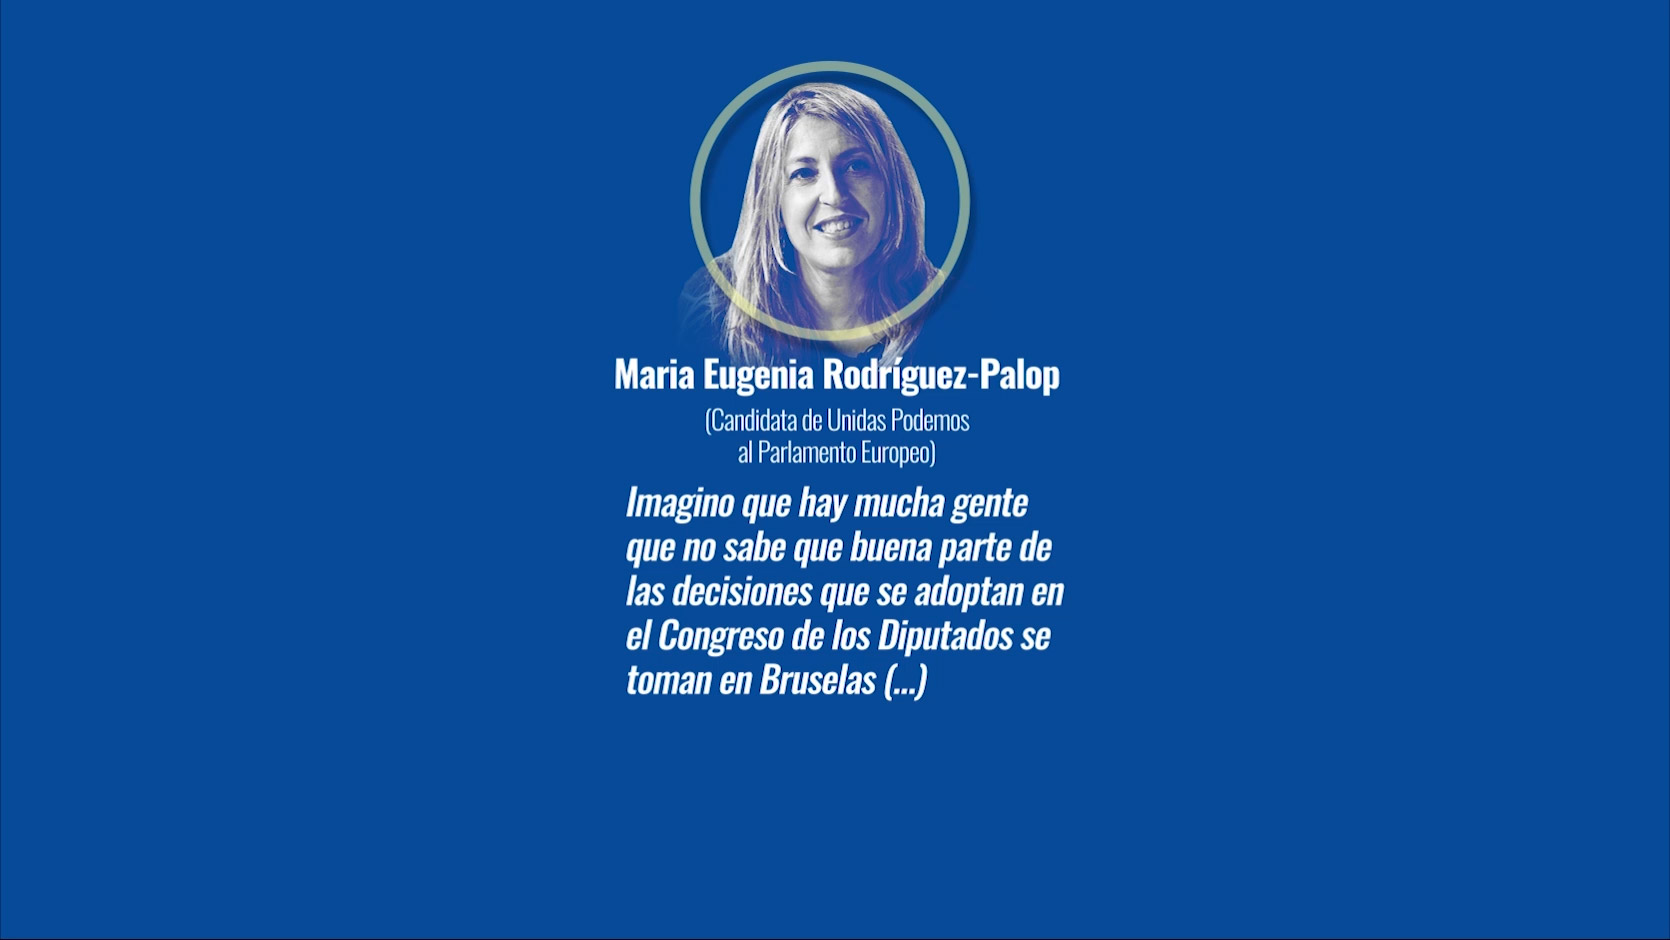 Maria Eugenia Rodríguez-Palop
(Candidata de Unidas Podemos
al Parlamento Europeo)
Imagino que hay mucha gente
que no sabe que buena parte de
las decisiones que se adoptan en
el Congreso de los Diputados se
toman en Bruselas (...)